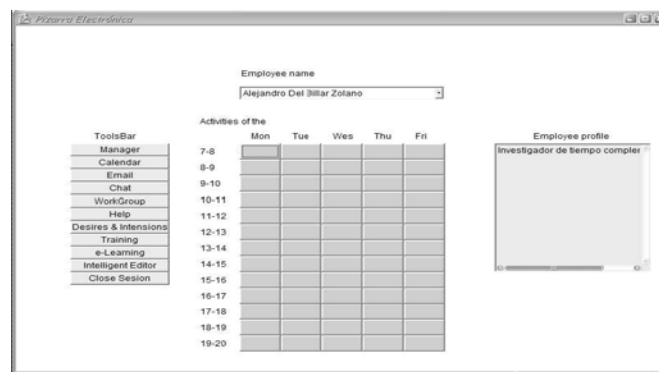 Pizarra Electrónica
Employee name
Alejandro Del Billar Zolano
Activities of the
ToolsBar
Mon Tue Wes Thu Fri
Employee profile
Manager
Calendar
Email
Chat
WorkGroup
Help
Desires & Intensions
Training
e-Learning
Intelligent Editor
Close Sesion
7-8
8-9
9-10
10-11
11-12
12-13
13-14
14-15
15-16
16-17
17-18
18-19
19-20
Investigador de tiempo compler